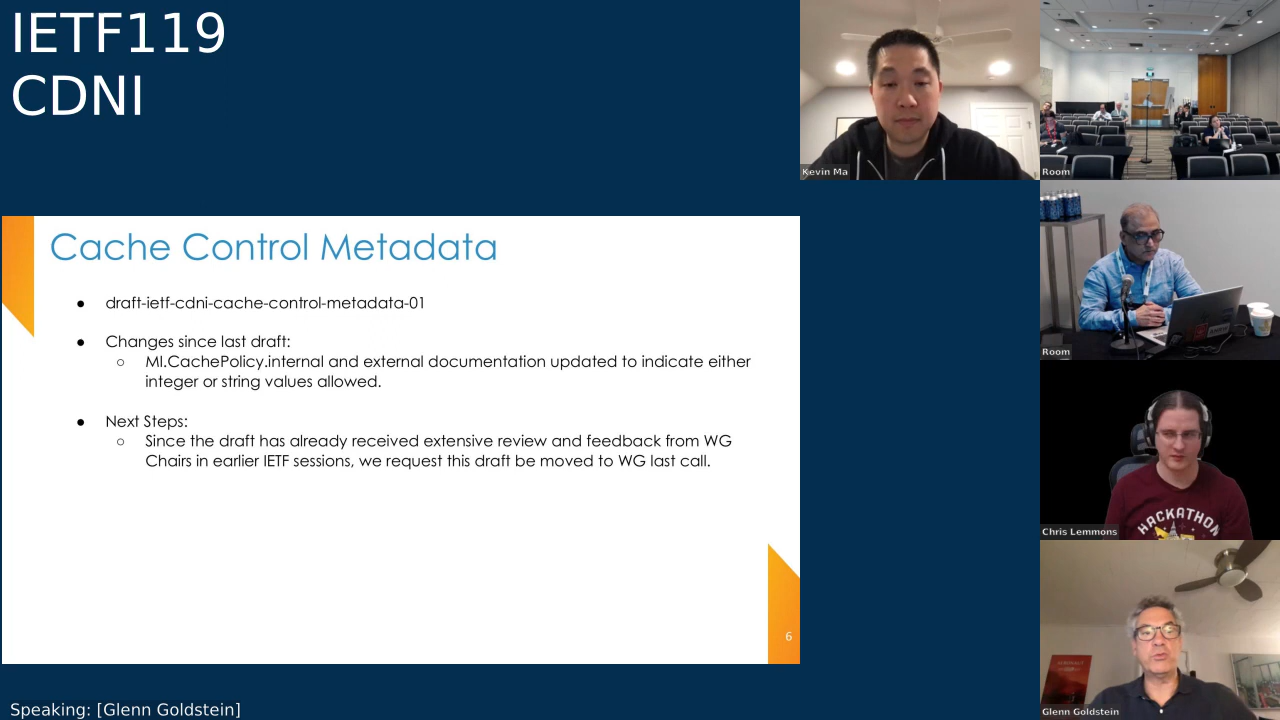 IETF119
CDNI
Kevin Ma
Room
Cache Control Metadata
● draft-ietf-cdni-cache-control-metadata-01
● Changes since last draft:
○ MI.CachePolicy.internal and external documentation updated to indicate either
integer or string values allowed.
● Next Steps:
○ Since the draft has already received extensive review and feedback from WG
Chairs in earlier IETF sessions, we request this draft be moved to WG last call.
6
Room
HACKATHON
Chris Lemmons
Glenn Goldstein
Speaking: [Glenn Goldstein]